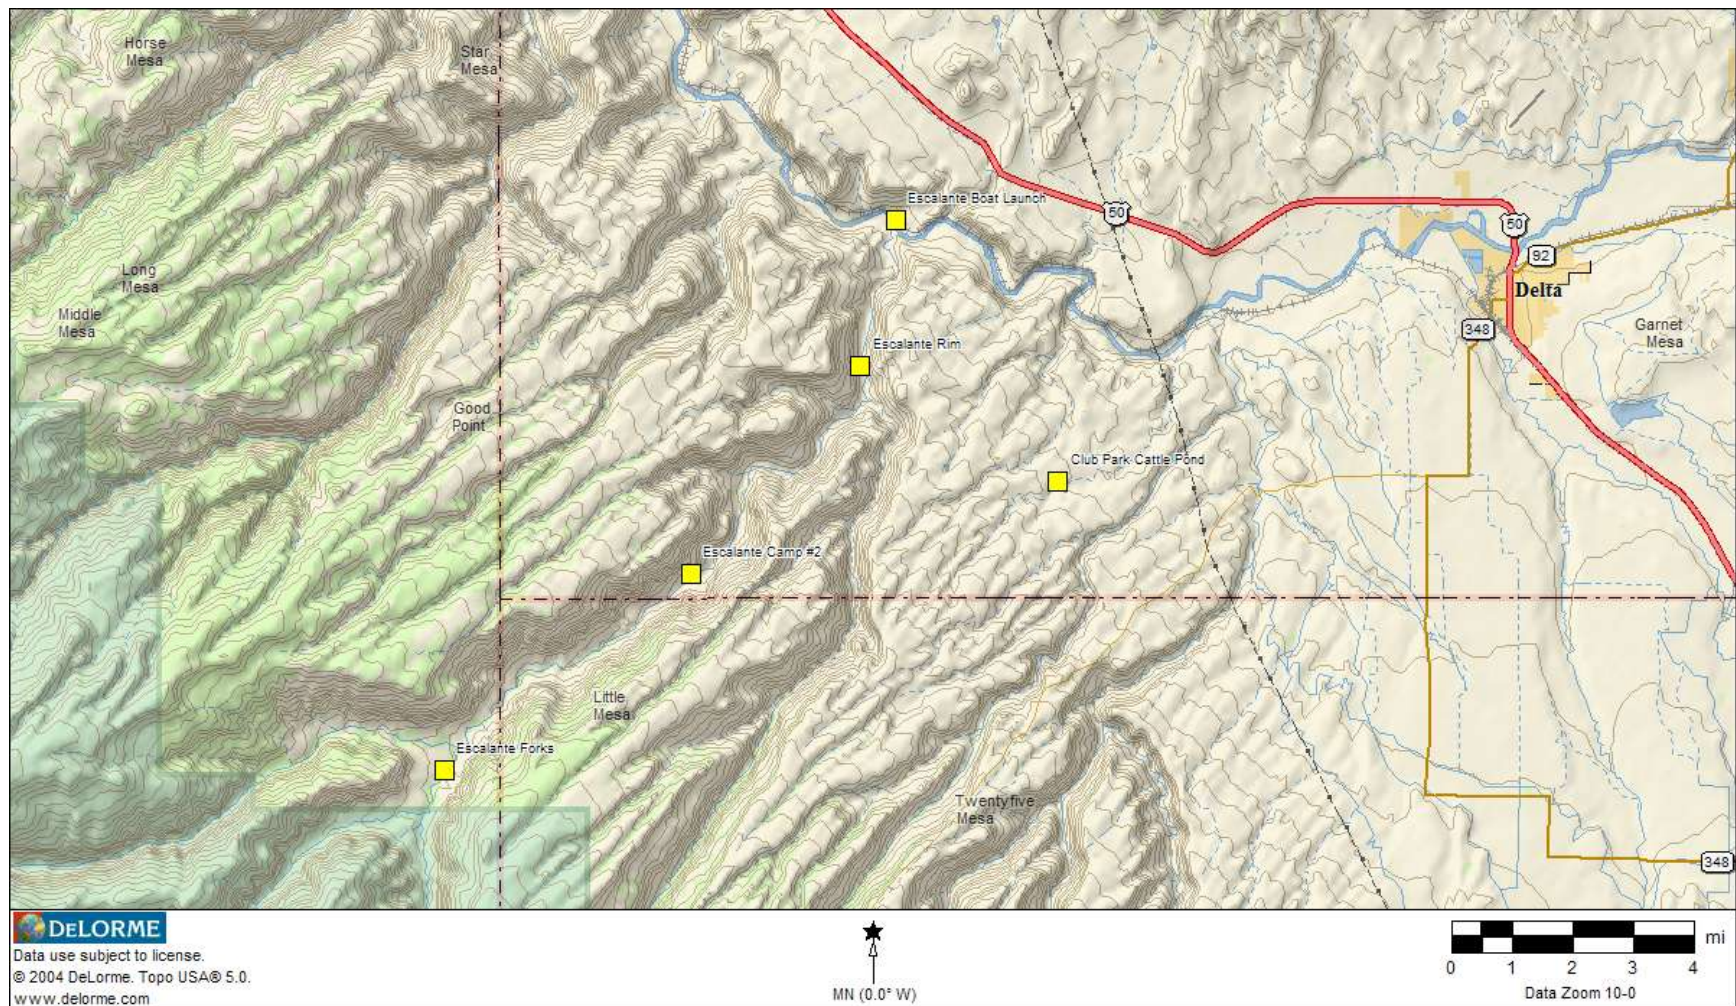 Horse
Mesa
Star
Mesa
Escalante Boat Launch
50
50
92
Long
Mesa
Delta
Middle
Mesa
348
Garnet
Mesa
Escalante Rim
Good
Point
Club Park Cattle Pond
Escalante Camp #2
Little
Mesa
Escalante Forks
Twentyfive
Mesa
348
DELORME
Data use subject to license.
© 2004 DeLorme. Topo USA® 5.0.
www.delorme.com
MN (0.0° W)
mi
0 1 2 3 4
Data Zoom 10-0